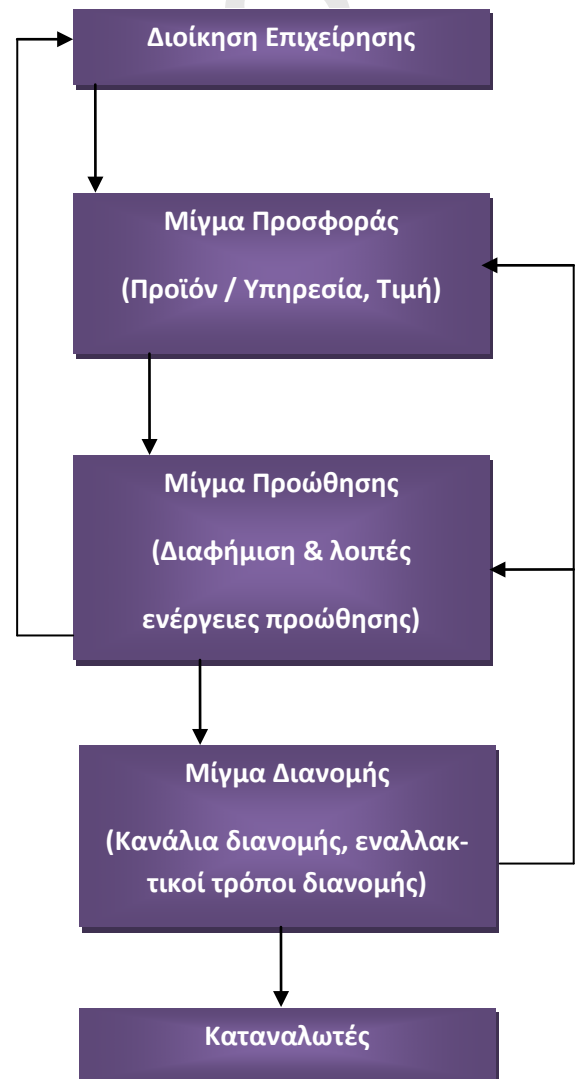 Διοίκηση Επιχείρησης
Μίγμα Προσφοράς
(Προϊόν / Υπηρεσία, Τιμή)
Μίγμα Προώθησης
(Διαφήμιση & λοιπές
ενέργειες προώθησης)
Μίγμα Διανομής
(Κανάλια διανομής, εναλλακ-
τικοί τρόποι διανομής)
Καταναλωτές